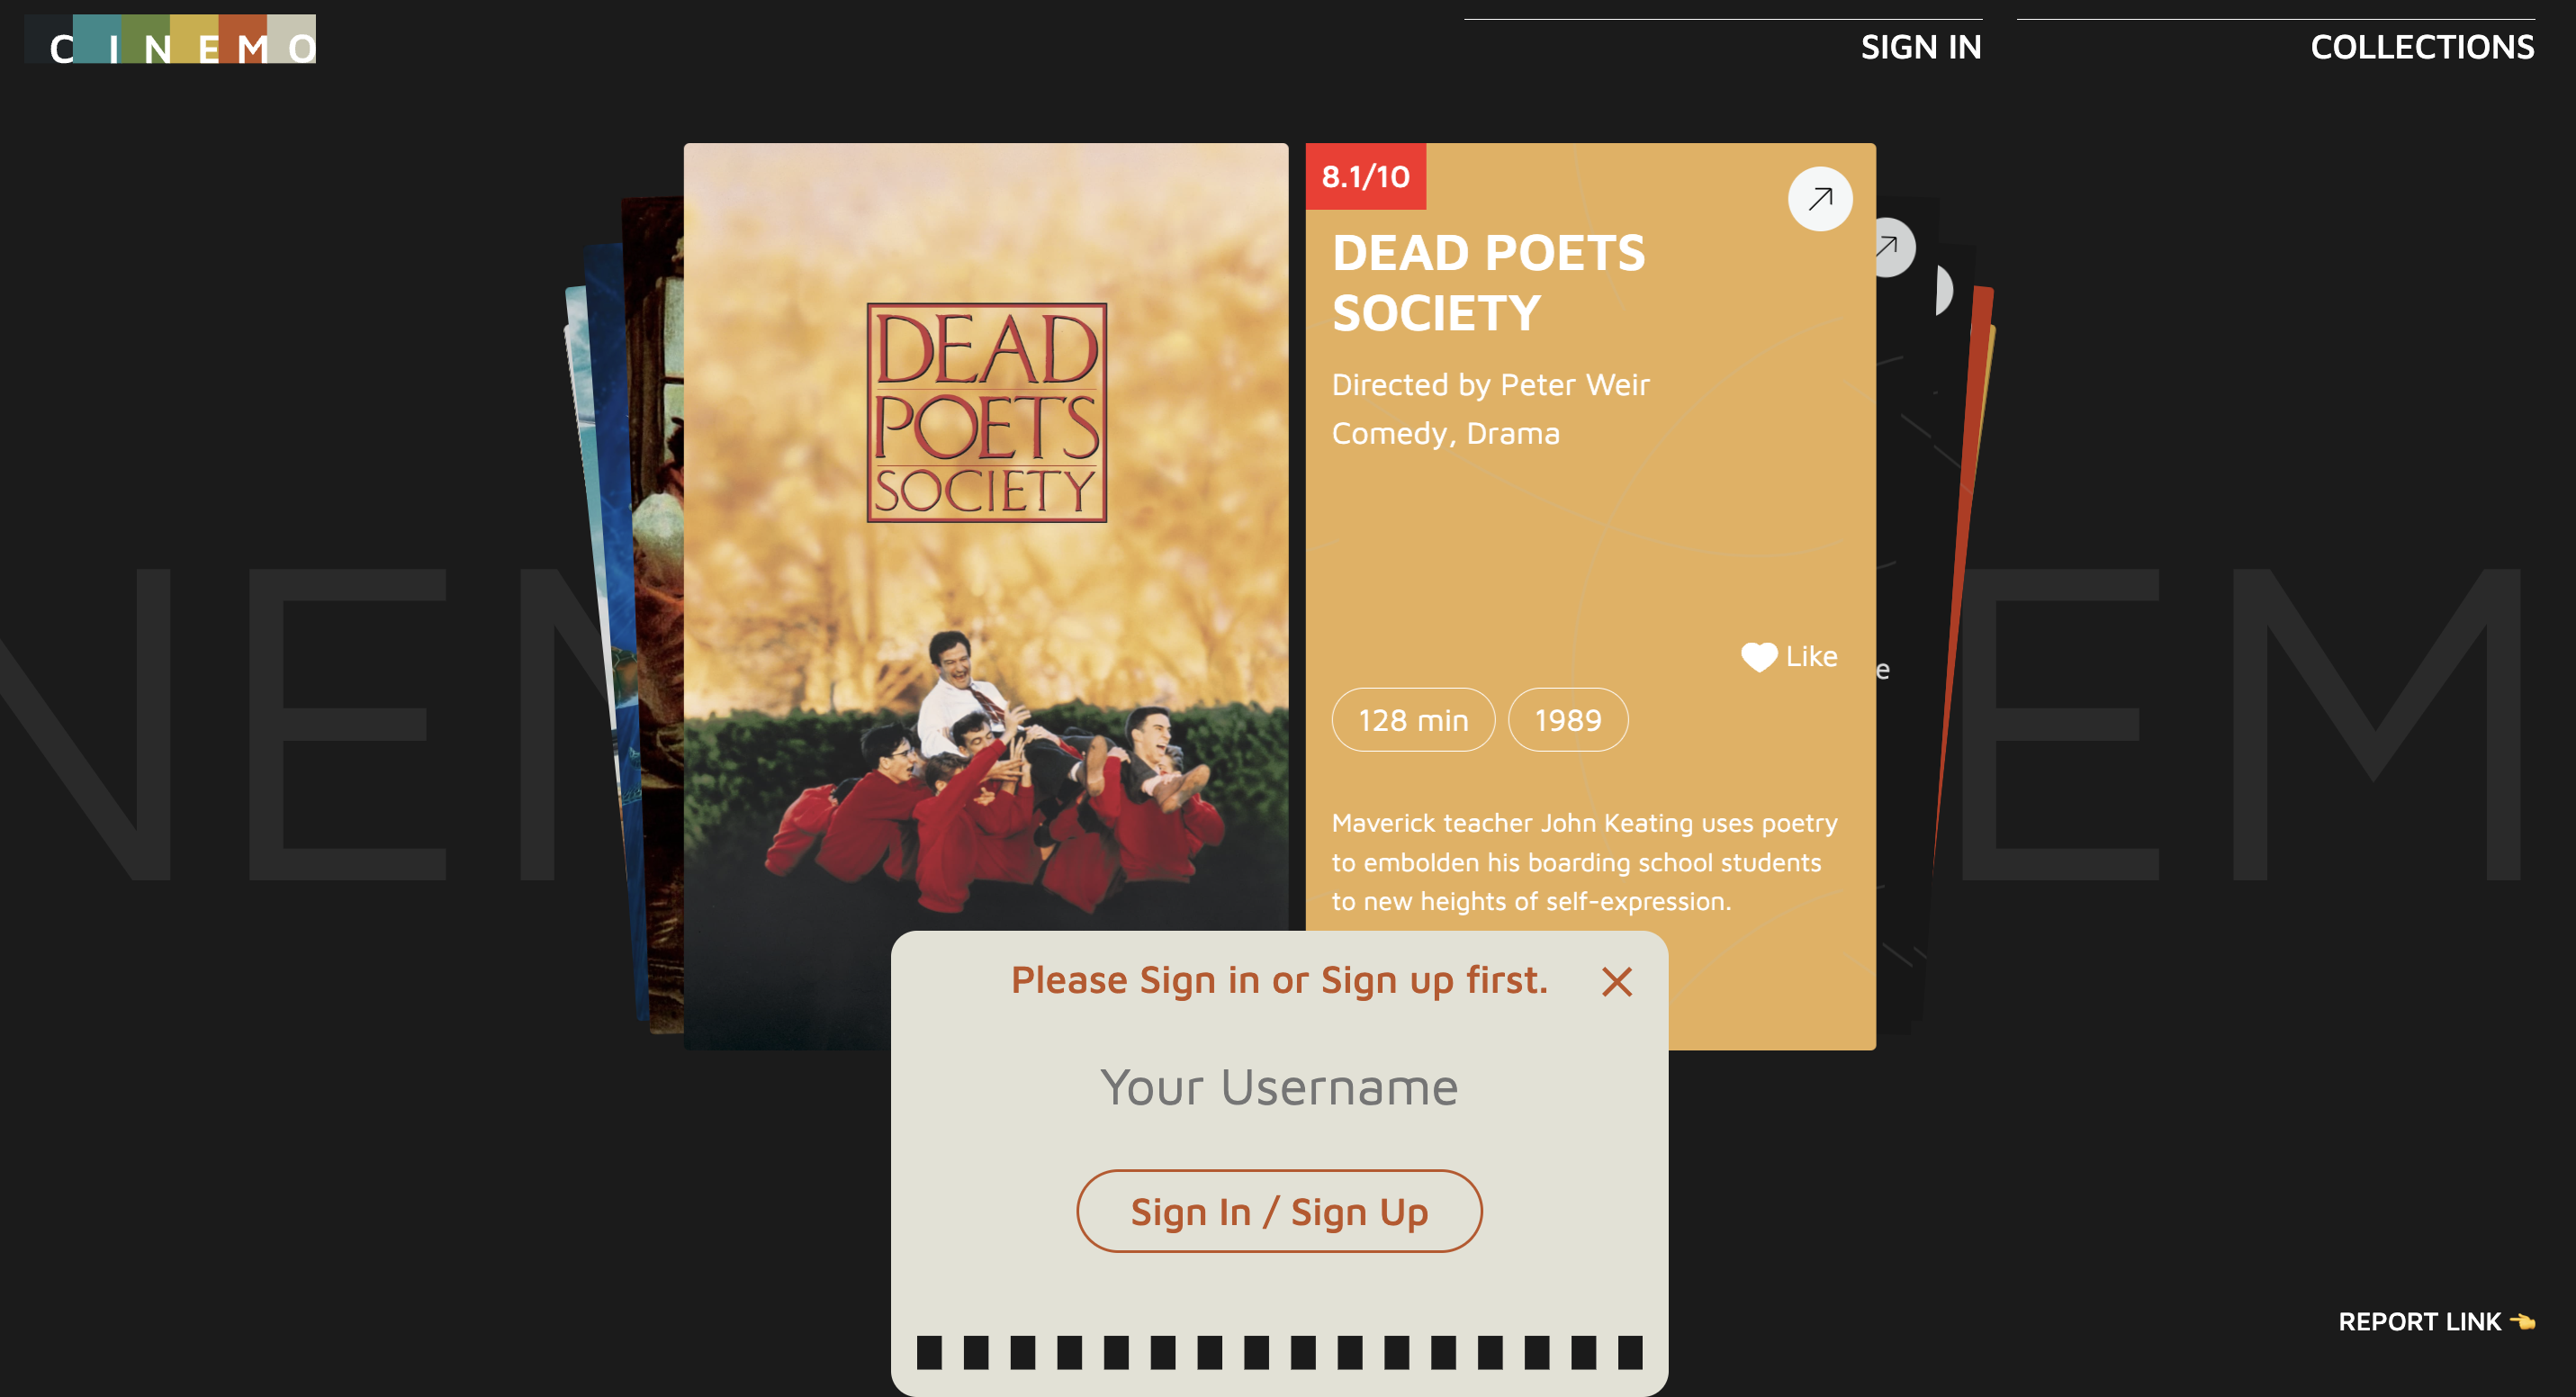 CINEMO
SIGN IN
COLLECTIONS
8.1/10
DEAD
POETS
SOCIETY
DEAD POETS
SOCIETY
Directed by Peter Weir
Comedy, Drama
Like
e
128 min
1989
Maverick teacher John Keating uses poetry
to embolden his boarding school students
to new heights of self-expression.
NEM
EM
Please Sign in or Sign up first.
Your Username
Sign In / Sign Up
REPORT LINK